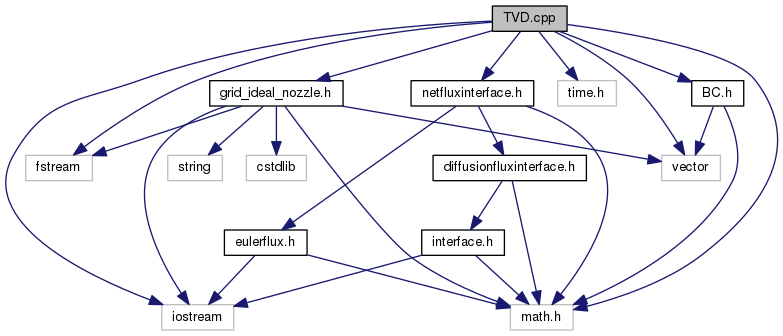 TVD.cpp
grid_ideal_nozzle.h
netfluxinterface.h
time.h
BC.h
fstream
string
cstdlib
diffusionfluxinterface.h
vector
eulerflux.h
interface.h
iostream
math.h